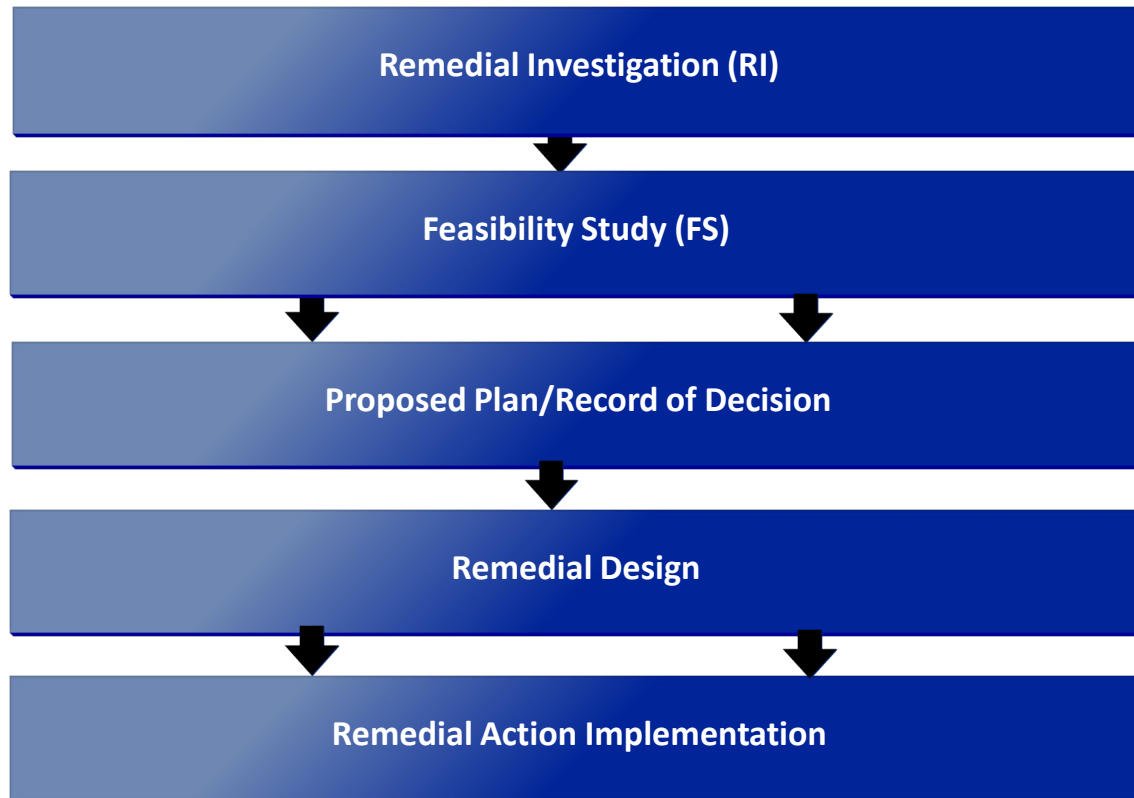 Remedial Investigation (RI)
Feasibility Study (FS)
Proposed Plan/Record of Decision
Remedial Design
Remedial Action Implementation